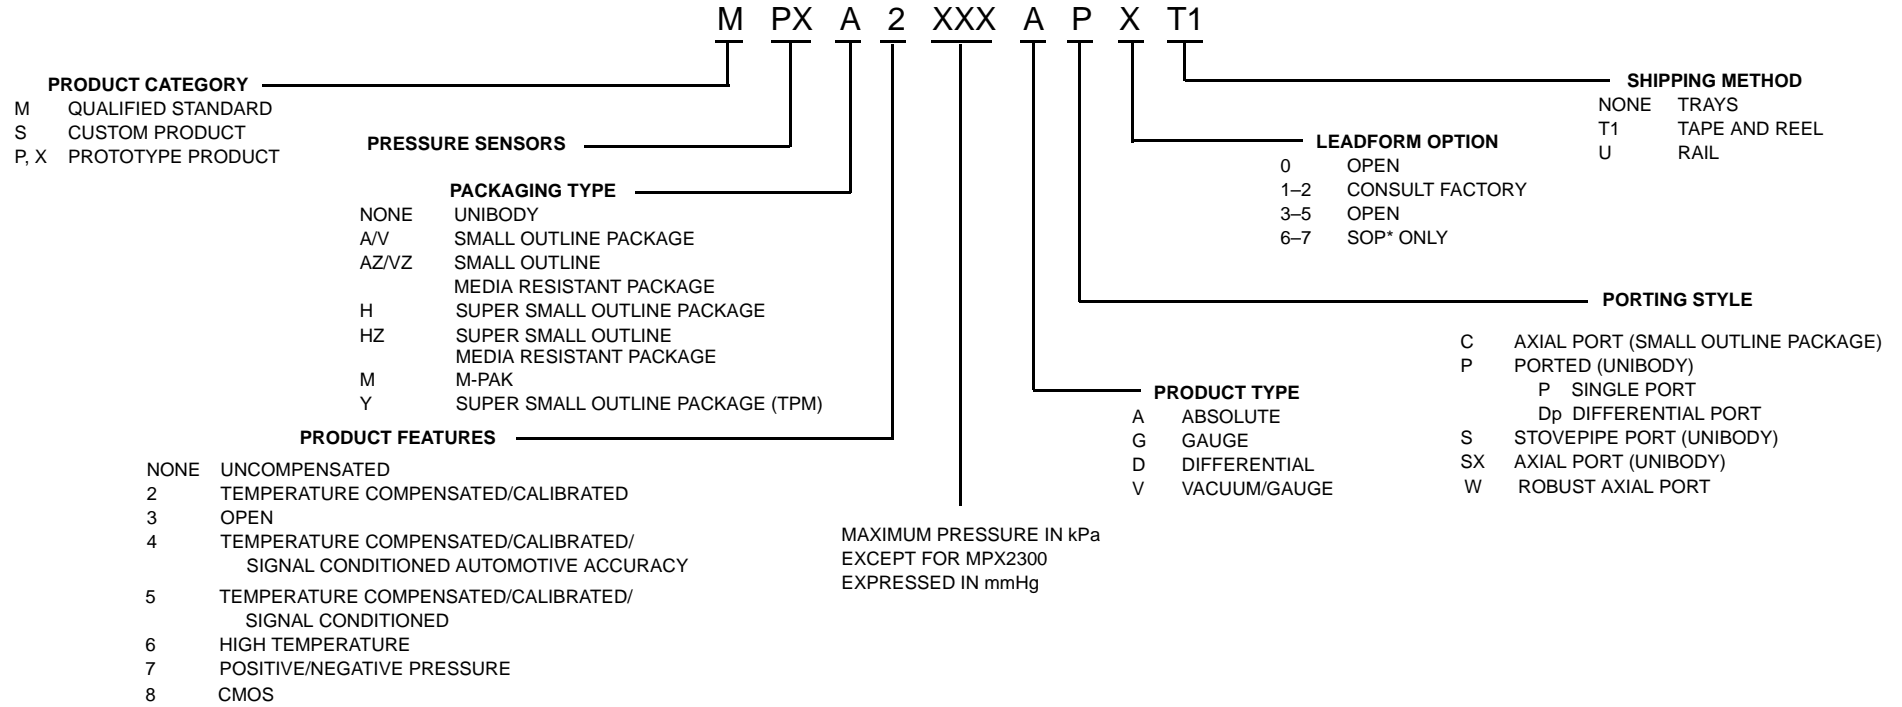 M PX A 2 XXX A P X T1
PRODUCT CATEGORY
M QUALIFIED STANDARD
S CUSTOM PRODUCT
P, X PROTOTYPE PRODUCT
PRESSURE SENSORS
PACKAGING TYPE
NONE UNIBODY
A/V SMALL OUTLINE PACKAGE
AZ/VZ SMALL OUTLINE
MEDIA RESISTANT PACKAGE
H SUPER SMALL OUTLINE PACKAGE
HZ SUPER SMALL OUTLINE
MEDIA RESISTANT PACKAGE
M M-PAK
Y SUPER SMALL OUTLINE PACKAGE (TPM)
PRODUCT FEATURES
NONE UNCOMPENSATED
2 TEMPERATURE COMPENSATED/CALIBRATED
3 OPEN
4 TEMPERATURE COMPENSATED/CALIBRATED/
SIGNAL CONDITIONED AUTOMOTIVE ACCURACY
5 TEMPERATURE COMPENSATED/CALIBRATED/
SIGNAL CONDITIONED
6 HIGH TEMPERATURE
7 POSITIVE/NEGATIVE PRESSURE
8 CMOS
MAXIMUM PRESSURE IN kPa
EXCEPT FOR MPX2300
EXPRESSED IN mmHg
PRODUCT TYPE
A ABSOLUTE
G GAUGE
D DIFFERENTIAL
V VACUUM/GAUGE
PORTING STYLE
C AXIAL PORT (SMALL OUTLINE PACKAGE)
P PORTED (UNIBODY)
P SINGLE PORT
Dp DIFFERENTIAL PORT
S STOVEPIPE PORT (UNIBODY)
SX AXIAL PORT (UNIBODY)
W ROBUST AXIAL PORT
LEADFORM OPTION
0 OPEN
1–2 CONSULT FACTORY
3–5 OPEN
6–7 SOP* ONLY
SHIPPING METHOD
NONE TRAYS
T1 TAPE AND REEL
U RAIL